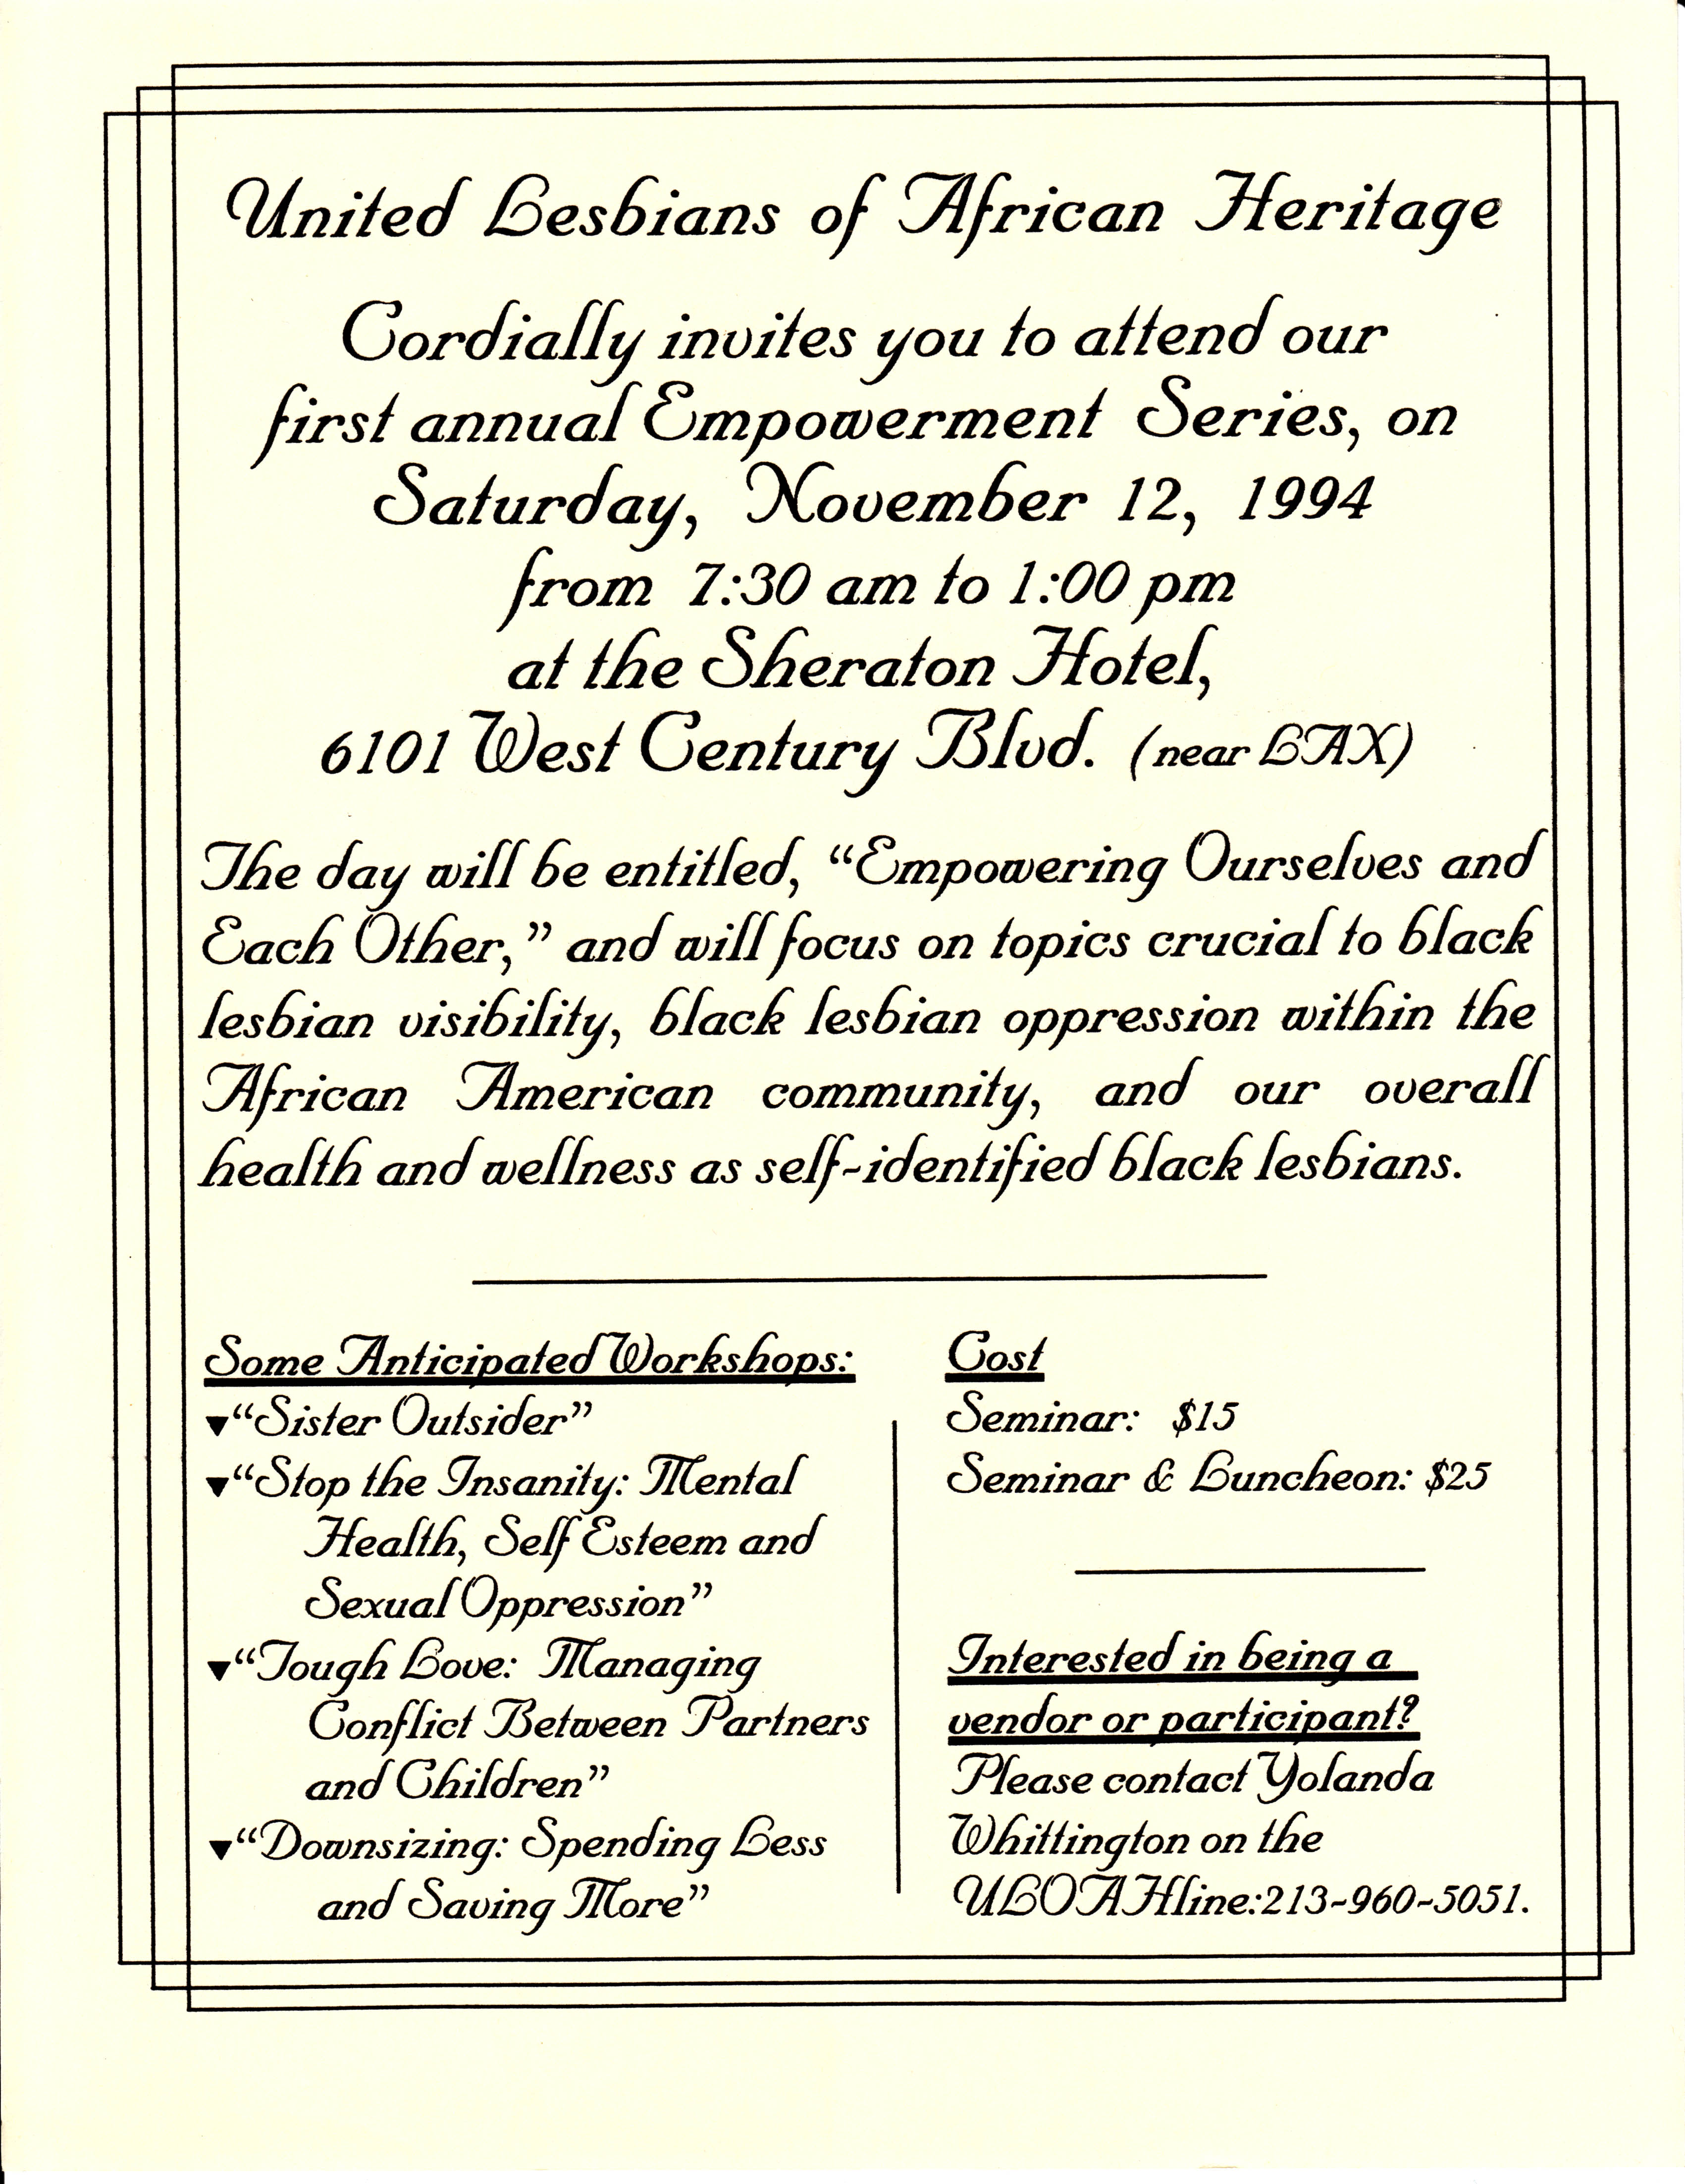 United Lesbians of African Heritage
Cordially invites you to attend our
first annual Empowerment Series, on
Saturday, November 12, 1994
from 7:30 am to 1:00 pm
at the Sheraton Hotel,
6101 West Century Blvd. (near LAX)
The day will be entitled, “Empowering Ourselves and
Each Other,” and will focus on topics crucial to black
lesbian visibility, black lesbian oppression within the
African American community, and our overall
health and wellness as self-identified black lesbians.
Some Anticipated Workshops:
▼“Sister Outsider”
▼“Stop the Insanity: Mental
Health, Self Esteem and
Sexual Oppression”
▼“Tough Love: Managing
Conflict Between Partners
and Children”
▼“Downsizing: Spending Less
and Saving More”
Cost
Seminar: $15
Seminar & Luncheon: $25
Interested in being a
vendor or participant?
Please contact Yolanda
Whittington on the
ULOAHline:213-960-5051.